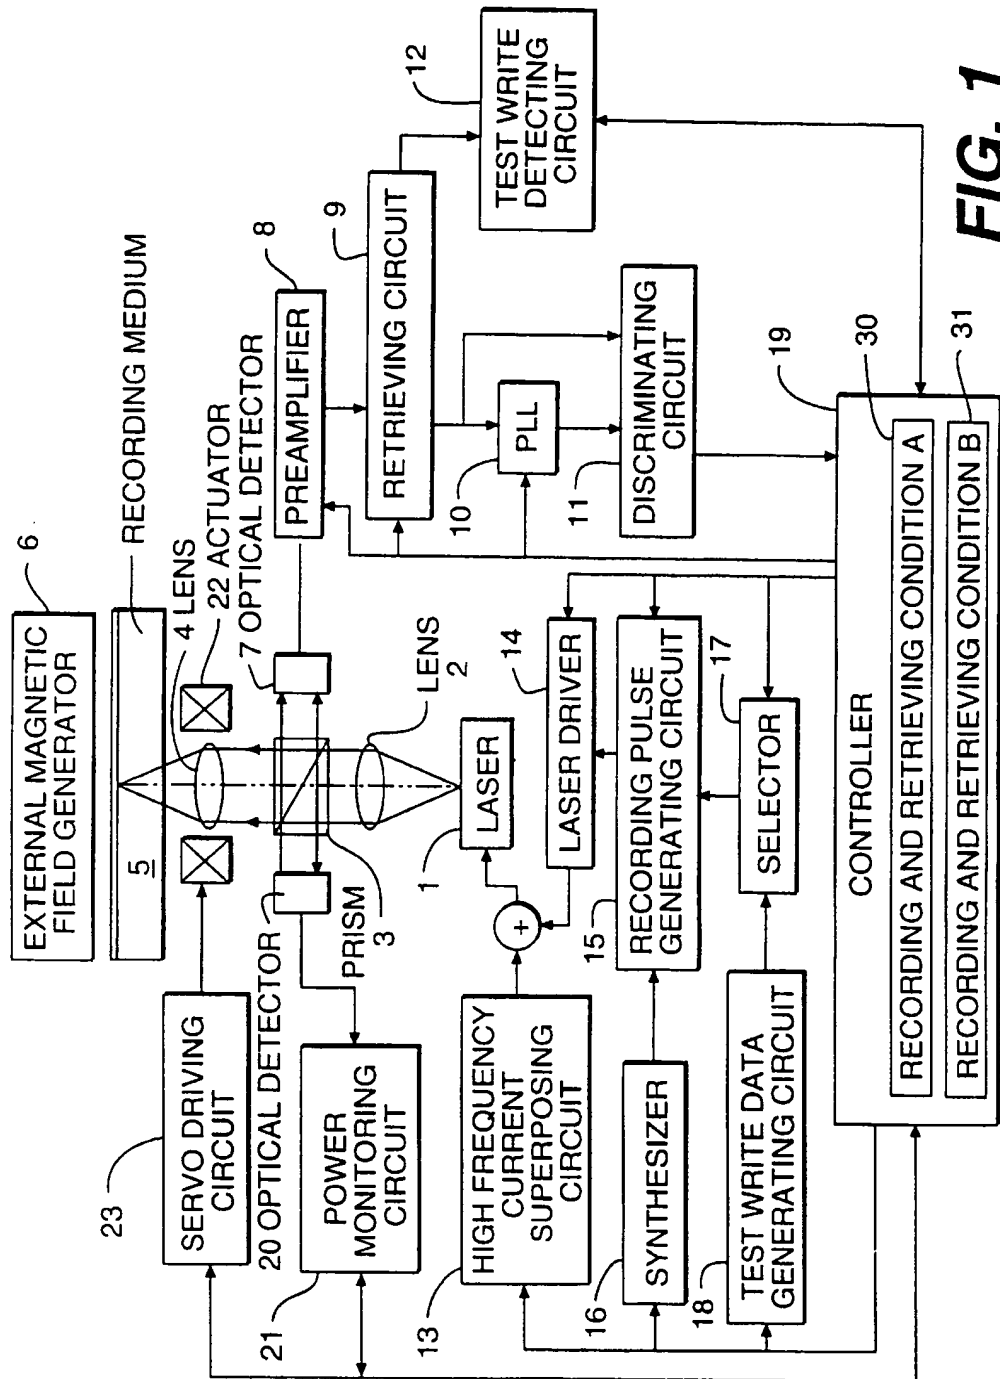 EXTERNAL MAGNETIC
FIELD GENERATOR
6
RECORDING MEDIUM
5
4 LENS
22 ACTUATOR
7 OPTICAL DETECTOR
23
SERVO DRIVING
CIRCUIT
20 OPTICAL DETECTOR
PRISM
3
LENS
2
8
PREAMPLIFIER
21
POWER
MONITORING
CIRCUIT
1
LASER
9
RETRIEVING CIRCUIT
12
TEST WRITE
DETECTING
CIRCUIT
13
HIGH FREQUENCY
CURRENT
SUPERPOSING
CIRCUIT
+
14
LASER DRIVER
10
PLL
15
RECORDING PULSE
GENERATING CIRCUIT
11
DISCRIMINATING
CIRCUIT
16
SYNTHESIZER
17
SELECTOR
18
TEST WRITE DATA
GENERATING CIRCUIT
19
CONTROLLER
30
RECORDING AND RETRIEVING CONDITION A
31
RECORDING AND RETRIEVING CONDITION B
FIG. 1